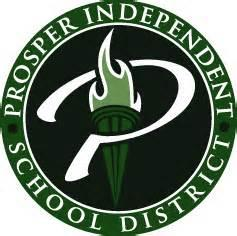 PROSPER INDEPENDENT
SCHOOL DISTRICT
P